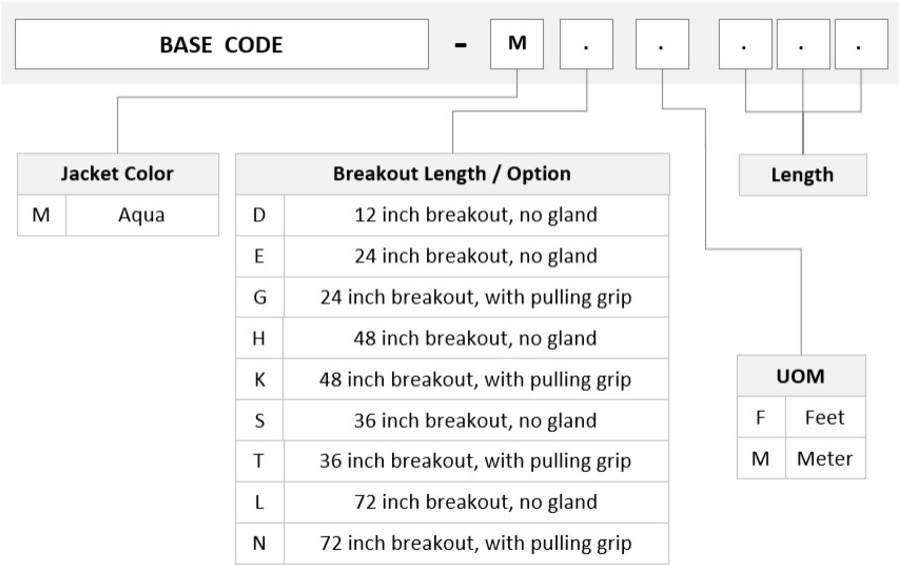 BASE CODE - M . . . . .
Jacket Color
M Aqua
Breakout Length / Option
D 12 inch breakout, no gland
E 24 inch breakout, no gland
G 24 inch breakout, with pulling grip
H 48 inch breakout, no gland
K 48 inch breakout, with pulling grip
S 36 inch breakout, no gland
T 36 inch breakout, with pulling grip
L 72 inch breakout, no gland
N 72 inch breakout, with pulling grip
Length
UOM
F Feet
M Meter